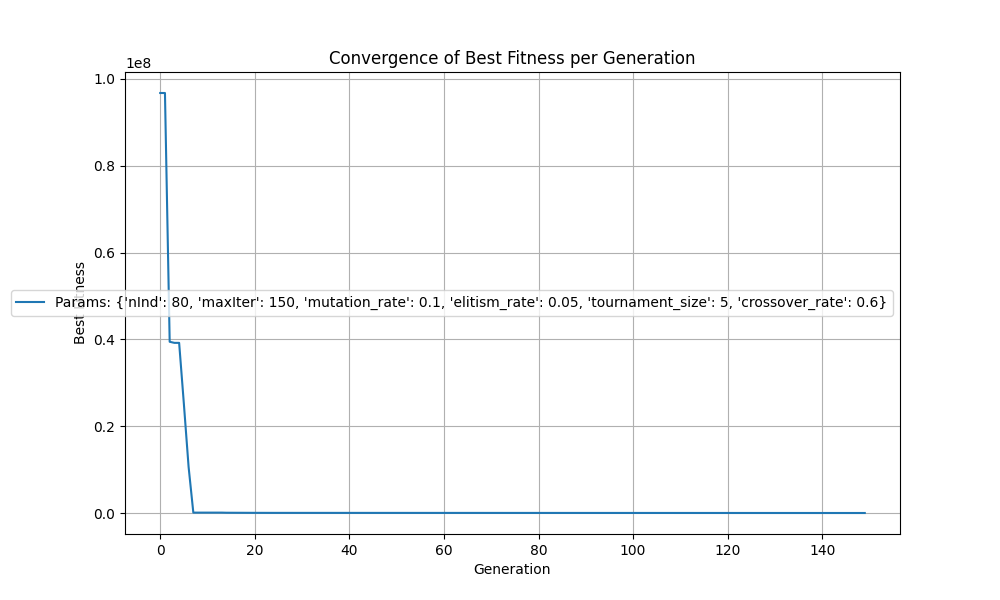 Convergence of Best Fitness per Generation
1e8
1.0
0.8
0.6
0.4
0.2
0.0
Best
ness
Params: {'nInd': 80, 'maxIter': 150, 'mutation_rate': 0.1, 'elitism_rate': 0.05, 'tournament_size': 5, 'crossover_rate': 0.6}
0 20 40 60 80 100 120 140
Generation